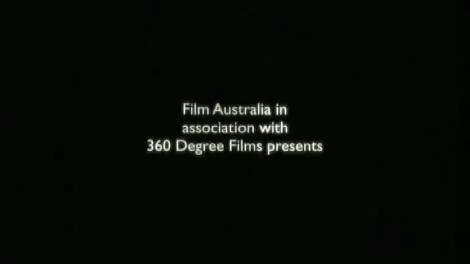 Film Australia in
association with
360 Degree Films presents